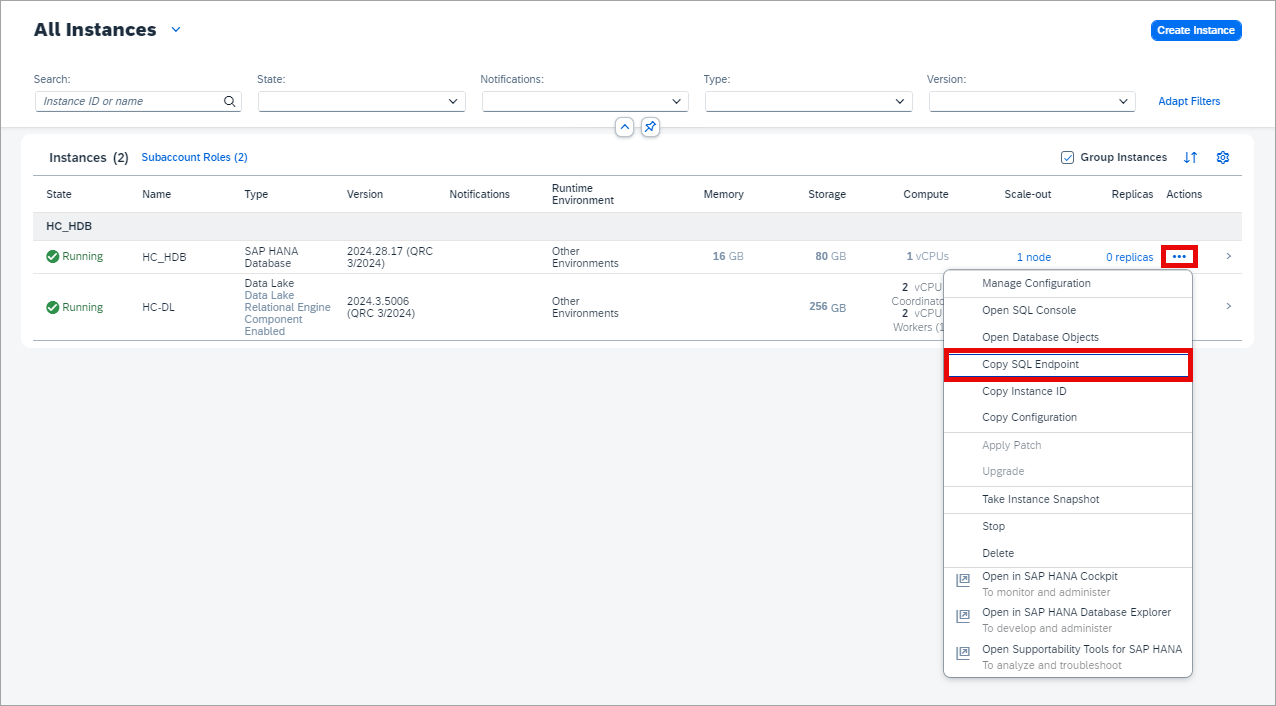 All Instances
Create Instance
Search:
State:
Notifications:
Type:
Version:
Instance ID or name
Adapt Filters
Instances (2)
Subaccount Roles (2)
Group Instances
State
Name
Type
Version
Notifications
Runtime
Environment
Memory
Storage
Compute
Scale-out
Replicas
Actions
HC_HDB
Running
HC_HDB
SAP HANA
Database
2024.28.17 (QRC
3/2024)
Other
Environments
16 GB
80 GB
1 vCPUs
1 node
0 replicas
Running
HC-DL
Data Lake
Data Lake
Relational Engine
Component
Enabled
2024.3.5006
(QRC 3/2024)
Other
Environments
256 GB
2 vCPU
Coordinato
2 vCPU
Workers (1
Manage Configuration
Open SQL Console
Open Database Objects
Copy SQL Endpoint
Copy Instance ID
Copy Configuration
Apply Patch
Upgrade
Take Instance Snapshot
Stop
Delete
Open in SAP HANA Cockpit
To monitor and administer
Open in SAP HANA Database Explorer
To develop and administer
Open Supportability Tools for SAP HANA
To analyze and troubleshoot